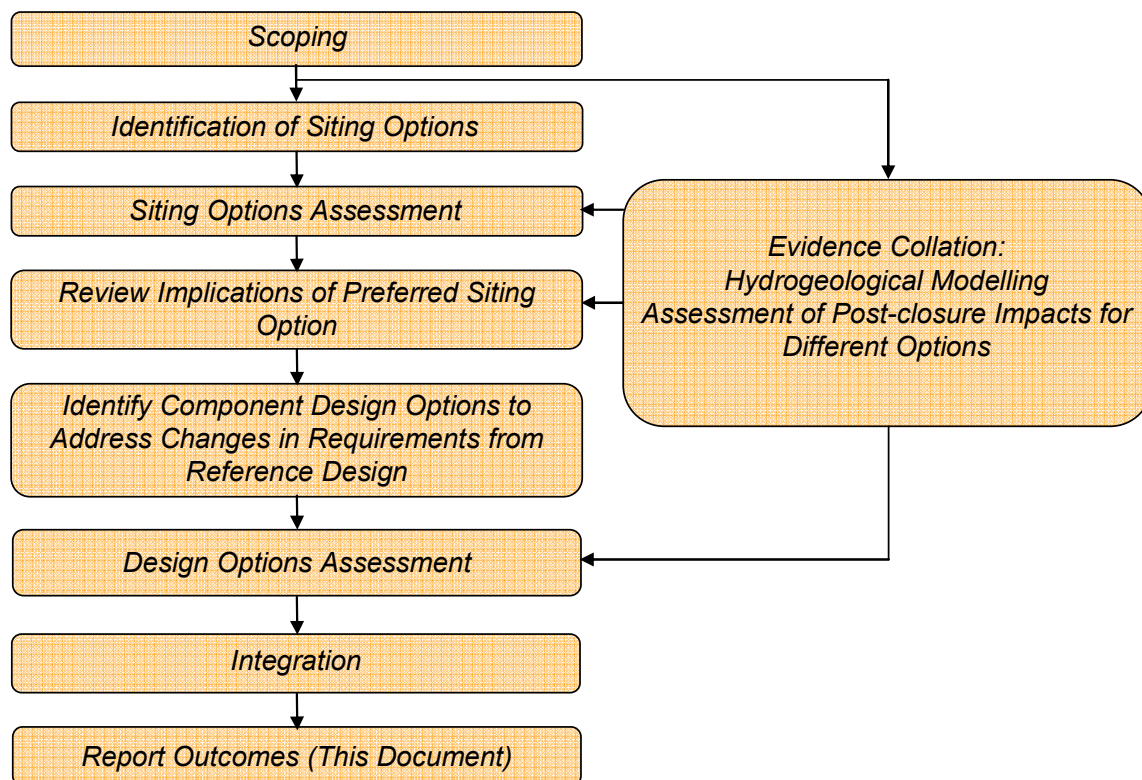 Scoping
Identification of Siting Options
Siting Options Assessment
Review Implications of Preferred Siting
Option
Identify Component Design Options to
Address Changes in Requirements from
Reference Design
Design Options Assessment
Integration
Report Outcomes (This Document)
Evidence Collation:
Hydrogeological Modelling
Assessment of Post-closure Impacts for
Different Options